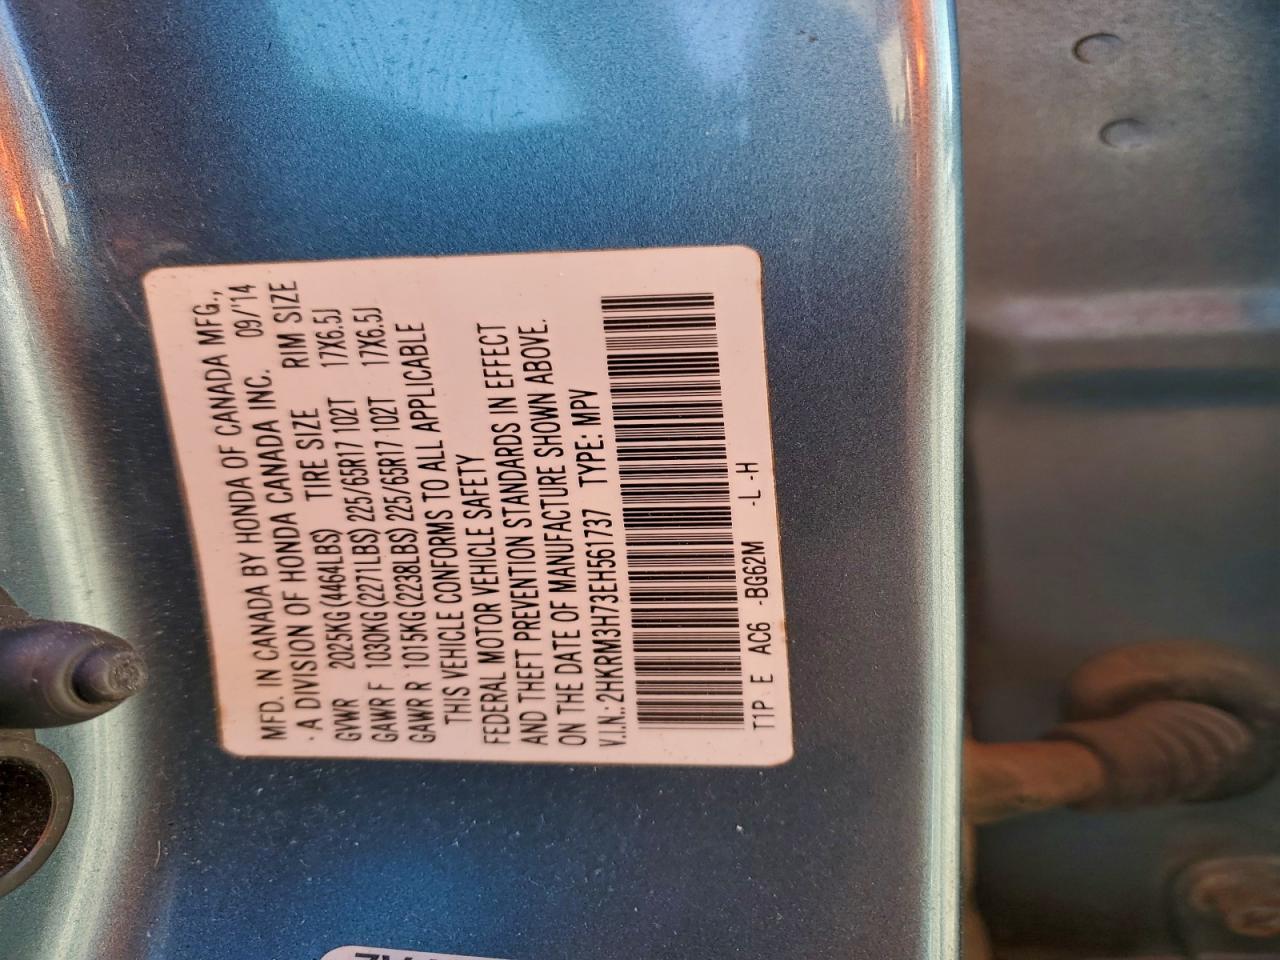 MFD. IN CANADA BY HONDA OF CANADA MFG.,
· A DIVISION OF HONDA CANADA INC. 09/'14
GVWR 2025KG(4464LBS) TIRE SIZE RIM SIZE
GAWR F 1030KG(2271LBS) 225/65R17 102T 17X6.5J
GAWR R 1015KG(2238LBS) 225/65R17 102T 17X6.5J
THIS VEHICLE CONFORMS TO ALL APPLICABLE
FEDERAL MOTOR VEHICLE SAFETY
AND THEFT PREVENTION STANDARDS IN EFFECT
ON THE DATE OF MANUFACTURE SHOWN ABOVE.
V.I.N.:2HKRM3H73EH561737 TYPE: MPV
T1P E AC6 -BG62M -L -H